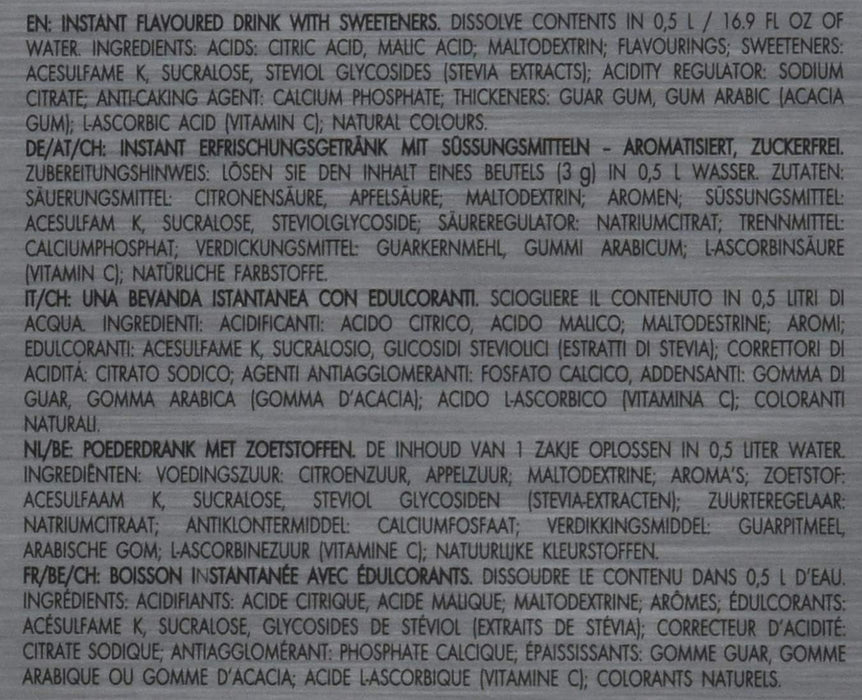 EN: INSTANT FLAVOURED DRINK WITH SWEETENERS. DISSOLVE CONTENTS IN 0,5 L / 16.9 FL OZ OF
WATER. INGREDIENTS: ACIDS: CITRIC ACID, MALIC ACID; MALTODEXTRIN; FLAVOURINGS; SWEETENERS:
ACESULFAME K, SUCRALOSE, STEVIOL GLYCOSIDES (STEVIA EXTRACTS); ACIDITY REGULATOR: SODIUM
CITRATE; ANTI-CAKING AGENT: CALCIUM PHOSPHATE; THICKENERS: GUAR GUM, GUM ARABIC (ACACIA
GUM); L-ASCORBIC ACID (VITAMIN C); NATURAL COLOURS.
DE/AT/CH: INSTANT ERFRISCHUNGSGETRÄNK MIT SÜSSUNGSMITTELN - AROMATISIERT, ZUCKERFREI.
ZUBEREITUNGSHINWEIS: LÖSEN SIE DEN INHALT EINES BEUTELS (3 g) IN 0,5 L WASSER. ZUTATEN:
SÄUERUNGSMITTEL: CITRONENSÄURE, APFELSÄURE; MALTODEXTRIN; AROMEN; SÜSSUNGSMITTEL:
ACESULFAM K, SUCRALOSE, STEVIOLGLYCOSIDE; SÄUREREGULATOR: NATRIUMCITRAT; TRENNMITTEL:
CALCIUMPHOSPHAT; VERDICKUNGSMITTEL: GUARKERNMEHL, GUMMI ARABICUM; L-ASCORBINSÄURE
(VITAMIN C); NATÜRLICHE FARBSTOFFE.
IT/CH: UNA BEVANDA ISTANTANEA CON EDULCORANTI. SCIOGLIERE IL CONTENUTO IN 0,5 LITRI DI
ACQUA. INGREDIENTI: ACIDIFICANTI: ACIDO CITRICO, ACIDO MALICO; MALTODESTRINE; AROMI;
EDULCORANTI: ACESULFAME K, SUCRALOSIO, GLICOSIDI STEVIOLICI (ESTRATTI DI STEVIA); CORRETTORI DI
ACIDITÁ: CITRATO SODICO; AGENTI ANTIAGGLOMERANTI: FOSFATO CALCICO, ADDENSANTI: GOMMA DI
GUAR, GOMMA ARABICA (GOMMA D'ACACIA); ACIDO L-ASCORBICO (VITAMINA C); COLORANTI
NATURALI.
NL/BE: POEDERDRANK MET ZOETSTOFFEN. DE INHOUD VAN 1 ZAKJE OPLOSSEN IN 0,5 LITER WATER.
INGREDIËNTEN: VOEDINGSZUUR: CITROENZUUR, APPELZUUR; MALTODEXTRINE; AROMA'S; ZOETSTOF:
ACESULFAAM K, SUCRALOSE, STEVIOL GLYCOSIDEN (STEVIA-EXTRACTEN); ZUURTEREGELAAR:
NATRIUMCITRAAT; ANTIKLONTERMIDDEL: CALCIUMFOSFAAT; VERDIKKINGSMIDDEL: GUARPITMEEL,
ARABISCHE GOM; L-ASCORBINEZUUR (VITAMINE C); NATUURLIJKE KLEURSTOFFEN.
FR/BE/CH: BOISSON INSTANTANÉE AVEC ÉDULCORANTS. DISSOUDRE LE CONTENU DANS 0,5 L D'EAU.
INGRÉDIENTS: ACIDIFIANTS: ACIDE CITRIQUE, ACIDE MALIQUE; MALTODEXTRINE; ARÔMES; ÉDULCORANTS:
ACÉSULFAME K, SUCRALOSE, GLYCOSIDES DE STÉVIOL (EXTRAITS DE STÉVIA); CORRECTEUR D'ACIDITÉ:
CITRATE SODIQUE; ANTIAGGLOMÉRANT: PHOSPHATE CALCIQUE; ÉPAISSISSANTS: GOMME GUAR, GOMME
ARABIQUE OU GOMME D'ACACIA; ACIDE L-ASCORBIQUE (VITAMINE C); COLORANTS NATURELS.